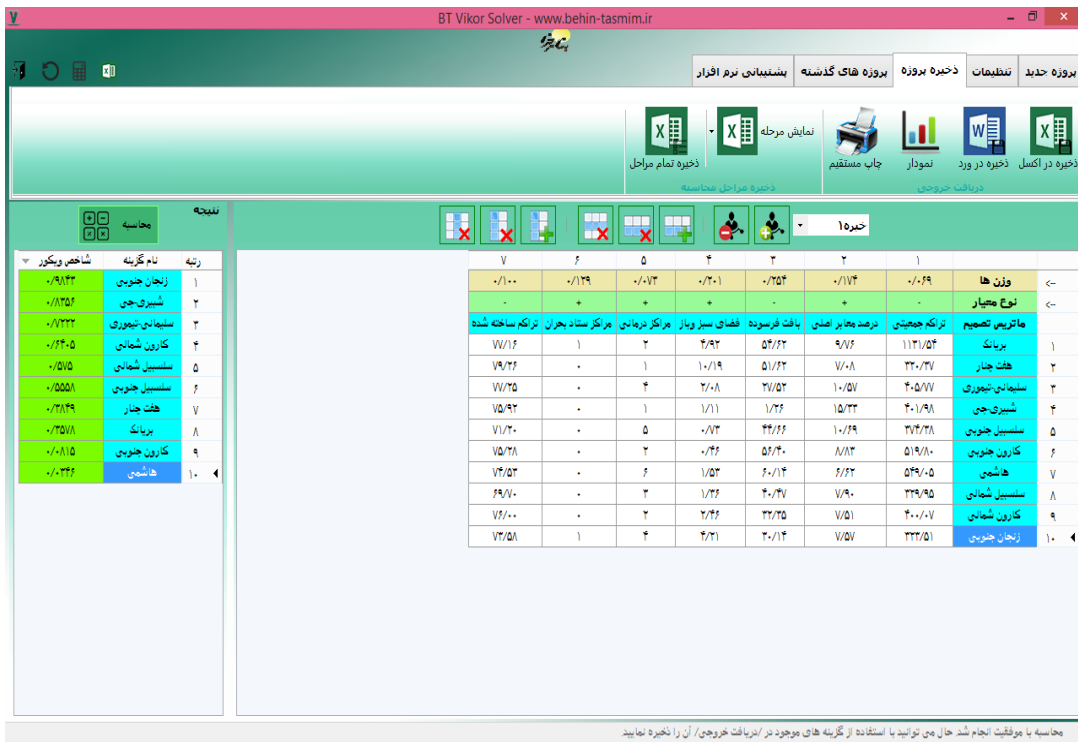 BT Vikor Solver - www.behin-tasmim.ir
پروژه جدید تنظیمات ذخیره پروژه پروژه های گذشته پشتیبانی نرم افزار
ذخیره در اکسل ذخیره در ورد نمودار چاپ مستقیم نمایش مرحله ذخیره تمام مراحل
دریافت خروجی ذخیره مراحل محاسبه
خبره۱
۱ ۲ ۳ ۴ ۵ ۶ ۷
<-- وزن ها ۰/۰۶۹ ۰/۱۷۴ ۰/۲۵۴ ۰/۲۰۱ ۰/۰۷۳ ۰/۱۲۹ ۰/۱۰۰
<-- نوع معیار - + - + + + -
ماتریس تصمیم تراکم جمعیتی درصد معابر اصلی بافت فرسوده فضای سبز وباز مراکز درمانی مراکز ستاد بحران تراکم ساخته شده
۱ بریانک ۱۱۳۱/۵۴ ۹/۷۶ ۵۴/۶۲ ۴/۹۲ ۲ ۱ ۷۷/۱۶
۲ هفت چنار ۳۲۰/۳۷ ۷/۰۸ ۵۱/۶۲ ۱۰/۱۹ ۱ ۰ ۷۹/۲۶
۳ سلیمانی-تیموری ۴۰۵/۷۷ ۱۰/۵۷ ۲۷/۵۲ ۲/۰۸ ۴ ۰ ۷۷/۲۵
۴ شبیری-جی ۴۰۱/۹۸ ۱۵/۳۳ ۱/۲۶ ۱/۱۱ ۱ ۰ ۷۵/۹۲
۵ سلسبیل جنوبی ۳۷۴/۳۸ ۱۰/۶۹ ۴۴/۶۶ ۰/۷۳ ۵ ۰ ۷۱/۲۰
۶ کارون جنوبی ۵۱۹/۸۰ ۸/۸۳ ۵۶/۴۰ ۰/۴۶ ۲ ۰ ۷۵/۲۸
۷ هاشمی ۵۴۹/۰۵ ۶/۶۲ ۶۰/۱۴ ۱/۵۳ ۶ ۰ ۷۴/۵۳
۸ سلسبیل شمالی ۳۲۹/۹۵ ۷/۹۰ ۴۰/۴۷ ۱/۳۶ ۳ ۰ ۶۹/۷۰
۹ کارون شمالی ۴۰۰/۰۷ ۷/۵۱ ۳۲/۳۵ ۲/۴۶ ۲ ۰ ۷۶/۰۰
۱۰ زنجان جنوبی ۳۲۳/۵۱ ۷/۵۷ ۳۰/۱۴ ۴/۲۱ ۴ ۱ ۷۳/۵۸
نتیجه
محاسبه
رتبه نام گزینه شاخص ویکور
۱ زنجان جنوبی ۰/۹۸۴۳
۲ شبیری-جی ۰/۸۳۵۶
۳ سلیمانی-تیموری ۰/۷۲۲۲
۴ کارون شمالی ۰/۶۴۰۵
۵ سلسبیل شمالی ۰/۵۷۵
۶ سلسبیل جنوبی ۰/۵۵۵۸
۷ هفت چنار ۰/۳۸۴۹
۸ بریانک ۰/۳۵۷۸
۹ کارون جنوبی ۰/۰۸۱۵
۱۰ هاشمی ۰/۰۳۴۶
محاسبه با موفقیت انجام شد. حال می توانید با استفاده از گزینه های موجود در /دریافت خروجی/ آن را ذخیره نمایید.